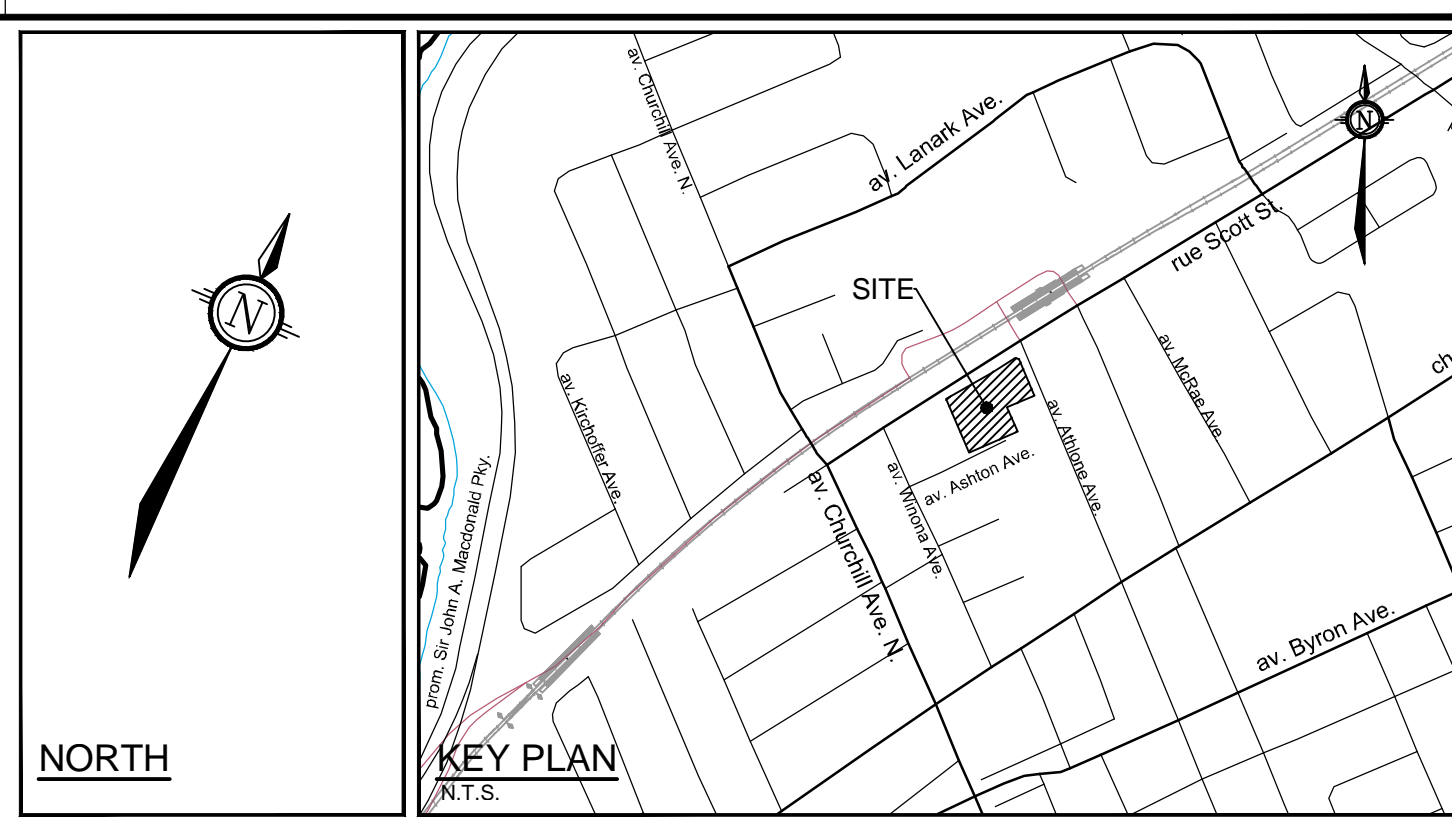 N
NORTH
av. Churchill Ave. N.
av. Lanark Ave.
N
rue Scott St.
SITE
av. Kirchoffer Ave.
av. McRae Ave.
ch
av. Athlone Ave.
av. Ashton Ave.
av. Winona Ave.
av. Churchill Ave. N.
prom. Sir John A. Macdonald Pky.
av. Byron Ave.
KEY PLAN
N.T.S.